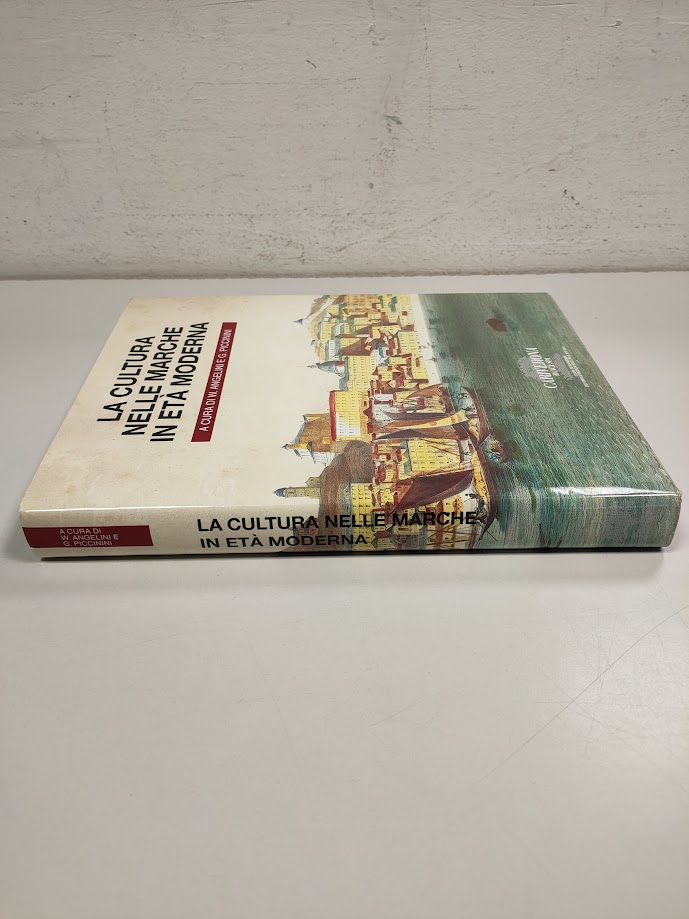 LA CULTURA
NELLE MARCHE
IN ETÀ MODERNA
A CURA DI W. ANGELINI E G. PICCININI
CARIVERONA
A CURA DI
W. ANGELINI E
G. PICCININI
LA CULTURA NELLE MARCHE
IN ETÀ MODERNA